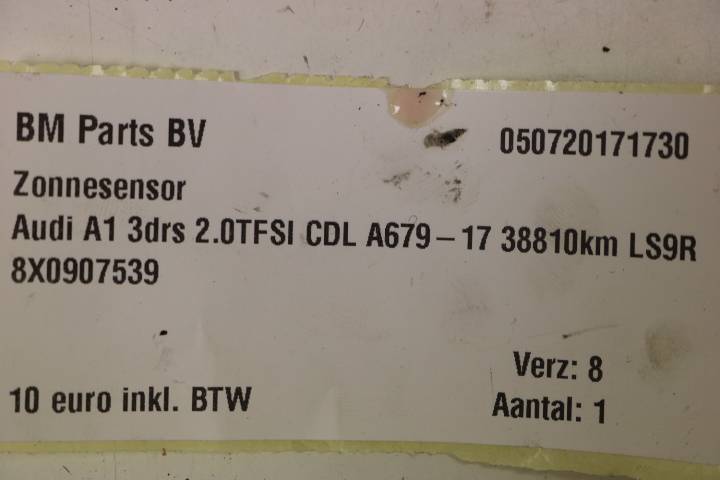 BM Parts BV 050720171730
Zonnesensor
Audi A1 3drs 2.0TFSI CDL A679-17 38810km LS9R
8X0907539
Verz: 8
10 euro inkl. BTW Aantal: 1